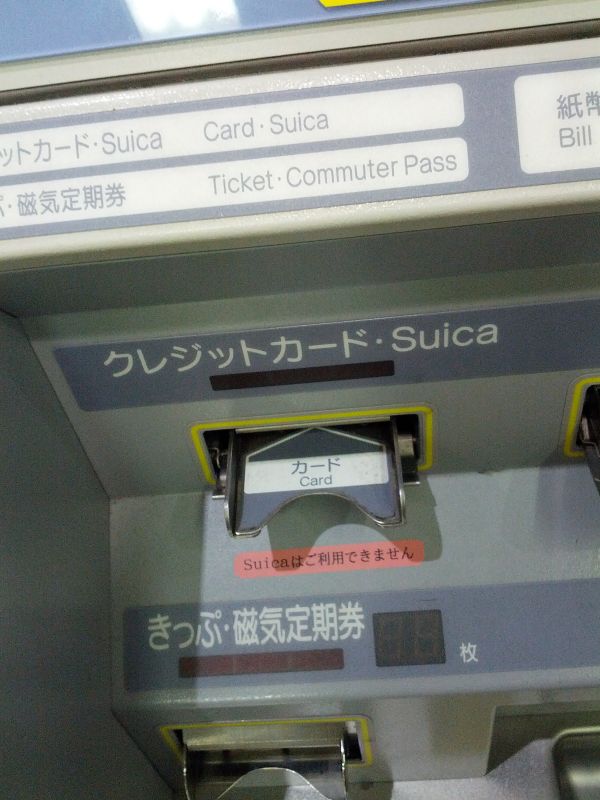 ットカード・Suica Card・Suica
ぷ・磁気定期券 Ticket・Commuter Pass
紙幣
Bill
クレジットカード・Suica
カード
Card
Suicaはご利用できません
きっぷ・磁気定期券
枚